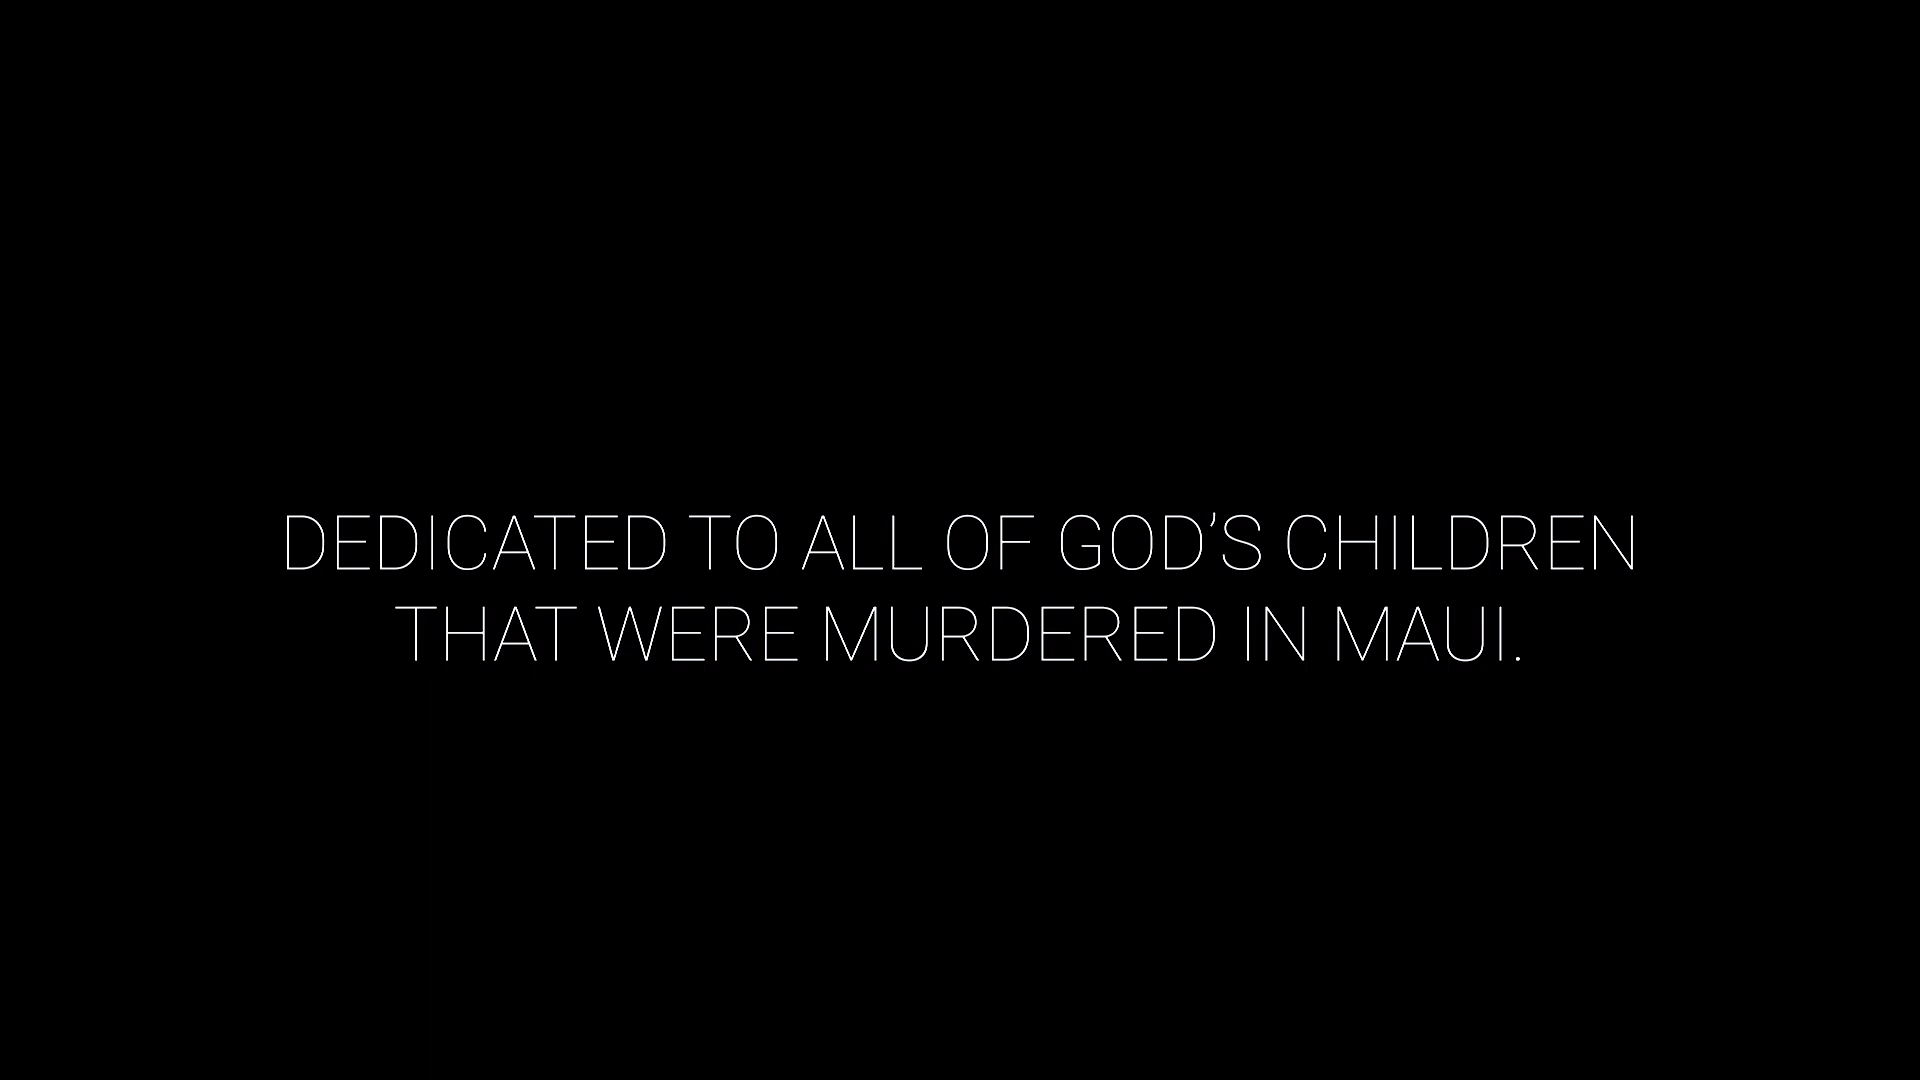 DEDICATED TO ALL OF GOD’S CHILDREN
THAT WERE MURDERED IN MAUI.